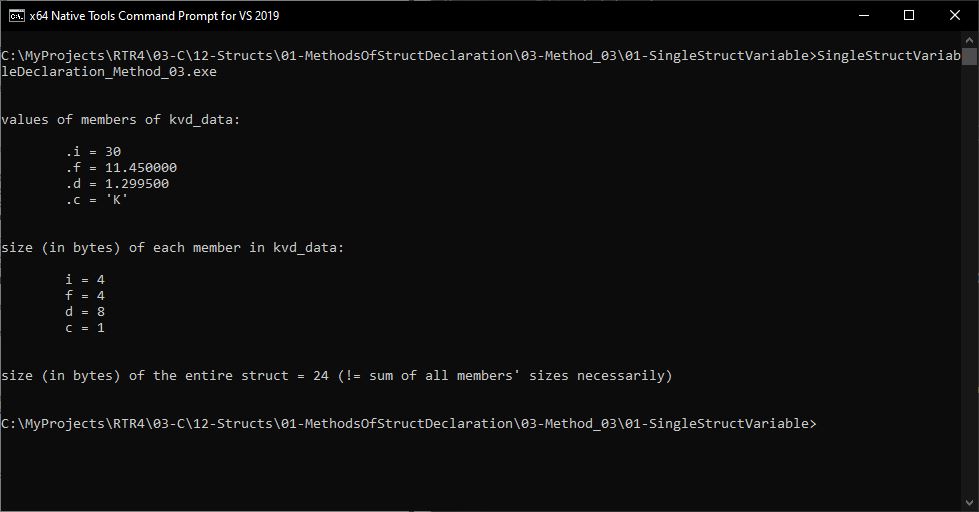 x64 Native Tools Command Prompt for VS 2019
C:\MyProjects\RTR4\03-C\12-Structs\01-MethodsOfStructDeclaration\03-Method_03\01-SingleStructVariable>SingleStructVariab
leDeclaration_Method_03.exe
values of members of kvd_data:
.i = 30
.f = 11.450000
.d = 1.299500
.c = 'K'
size (in bytes) of each member in kvd_data:
i = 4
f = 4
d = 8
c = 1
size (in bytes) of the entire struct = 24 (!= sum of all members' sizes necessarily)
C:\MyProjects\RTR4\03-C\12-Structs\01-MethodsOfStructDeclaration\03-Method_03\01-SingleStructVariable>